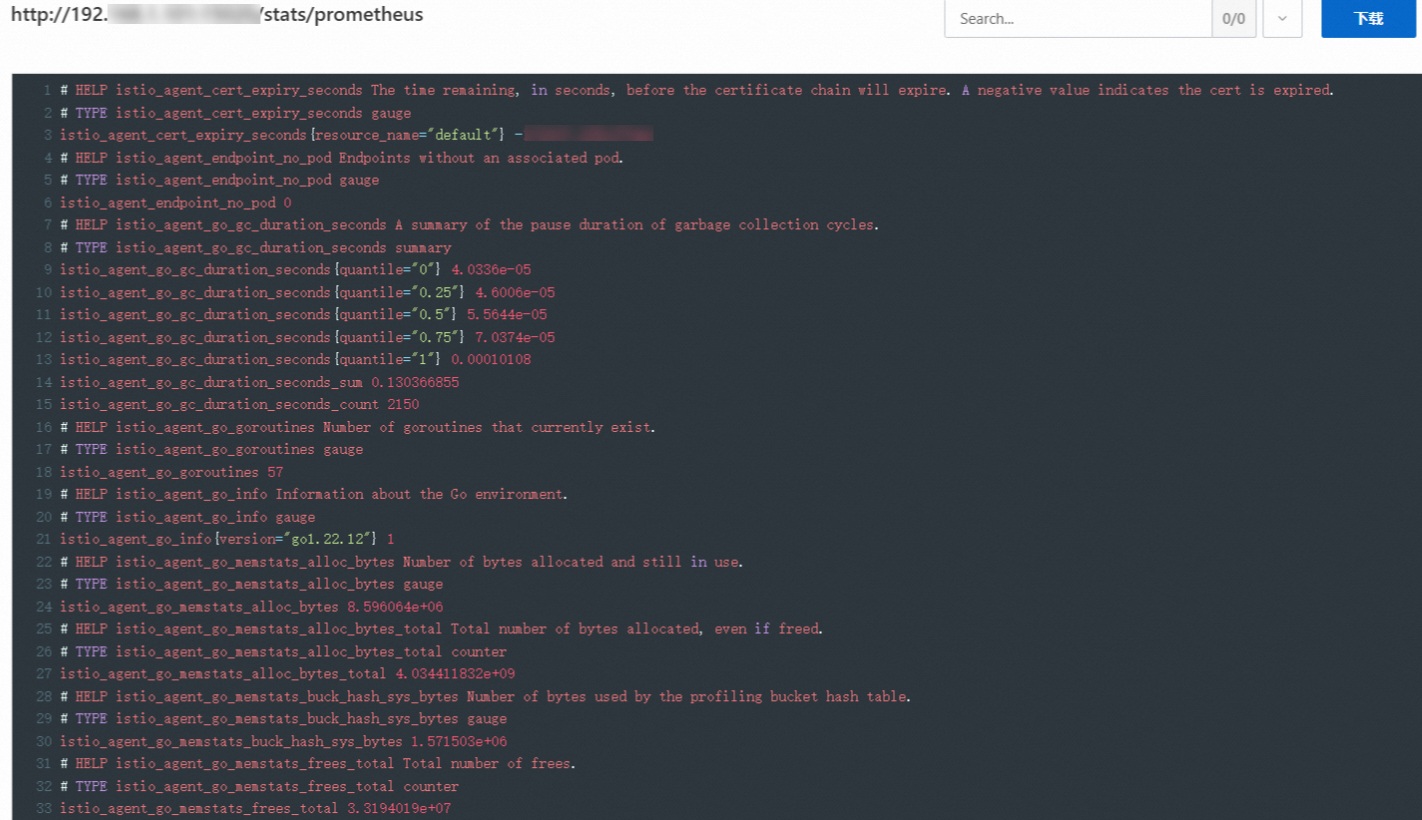 http://192. /stats/prometheus
Search...
0/0
下载
1 # HELP istio_agent_cert_expiry_seconds The time remaining, in seconds, before the certificate chain will expire. A negative value indicates the cert is expired.
2 # TYPE istio_agent_cert_expiry_seconds gauge
3 istio_agent_cert_expiry_seconds{resource_name="default"} -
4 # HELP istio_agent_endpoint_no_pod Endpoints without an associated pod.
5 # TYPE istio_agent_endpoint_no_pod gauge
6 istio_agent_endpoint_no_pod 0
7 # HELP istio_agent_go_gc_duration_seconds A summary of the pause duration of garbage collection cycles.
8 # TYPE istio_agent_go_gc_duration_seconds summary
9 istio_agent_go_gc_duration_seconds{quantile="0"} 4.0336e-05
10 istio_agent_go_gc_duration_seconds{quantile="0.25"} 4.6006e-05
11 istio_agent_go_gc_duration_seconds{quantile="0.5"} 5.5644e-05
12 istio_agent_go_gc_duration_seconds{quantile="0.75"} 7.0374e-05
13 istio_agent_go_gc_duration_seconds{quantile="1"} 0.00010108
14 istio_agent_go_gc_duration_seconds_sum 0.130366855
15 istio_agent_go_gc_duration_seconds_count 2150
16 # HELP istio_agent_go_goroutines Number of goroutines that currently exist.
17 # TYPE istio_agent_go_goroutines gauge
18 istio_agent_go_goroutines 57
19 # HELP istio_agent_go_info Information about the Go environment.
20 # TYPE istio_agent_go_info gauge
21 istio_agent_go_info{version="go1.22.12"} 1
22 # HELP istio_agent_go_memstats_alloc_bytes Number of bytes allocated and still in use.
23 # TYPE istio_agent_go_memstats_alloc_bytes gauge
24 istio_agent_go_memstats_alloc_bytes 8.596064e+06
25 # HELP istio_agent_go_memstats_alloc_bytes_total Total number of bytes allocated, even if freed.
26 # TYPE istio_agent_go_memstats_alloc_bytes_total counter
27 istio_agent_go_memstats_alloc_bytes_total 4.034411832e+09
28 # HELP istio_agent_go_memstats_buck_hash_sys_bytes Number of bytes used by the profiling bucket hash table.
29 # TYPE istio_agent_go_memstats_buck_hash_sys_bytes gauge
30 istio_agent_go_memstats_buck_hash_sys_bytes 1.571503e+06
31 # HELP istio_agent_go_memstats_frees_total Total number of frees.
32 # TYPE istio_agent_go_memstats_frees_total counter
33 istio_agent_go_memstats_frees_total 3.3194019e+07